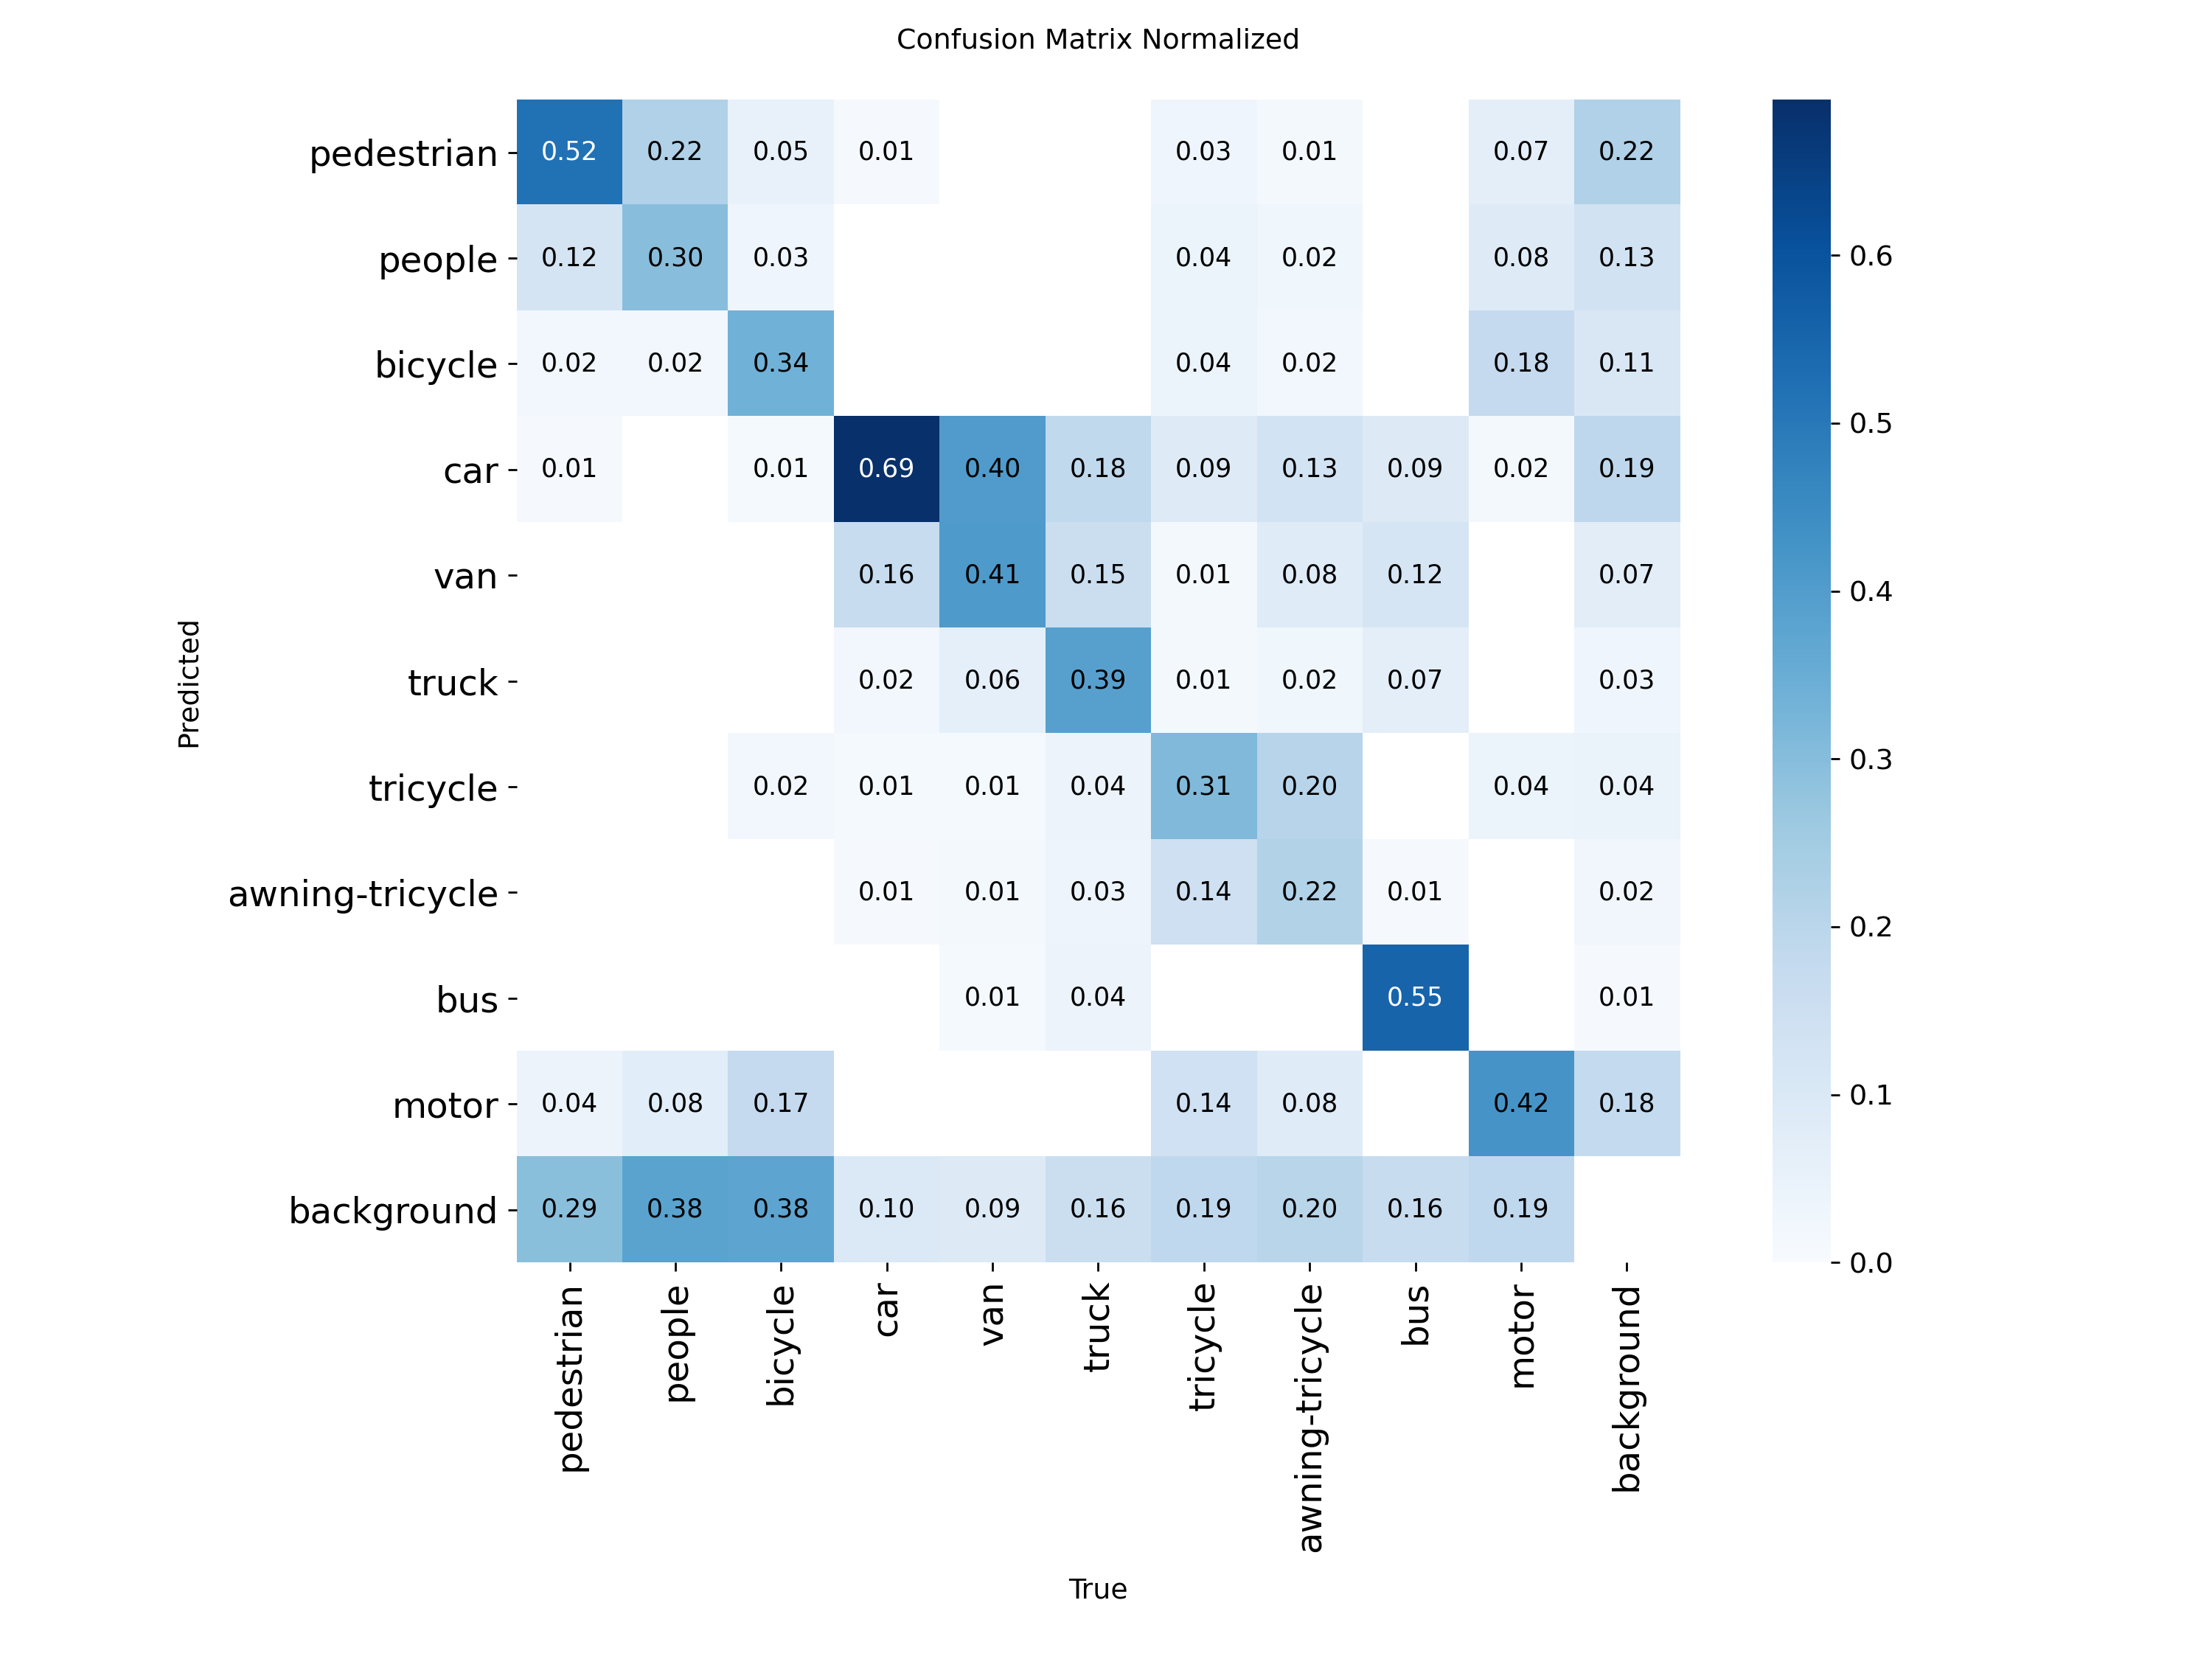 Confusion Matrix Normalized
pedestrian 0.52 0.22 0.05 0.01 0.03 0.01 0.07 0.22
people 0.12 0.30 0.03 0.04 0.02 0.08 0.13
bicycle 0.02 0.02 0.34 0.04 0.02 0.18 0.11
car 0.01 0.01 0.69 0.40 0.18 0.09 0.13 0.09 0.02 0.19
van 0.16 0.41 0.15 0.01 0.08 0.12 0.07
truck 0.02 0.06 0.39 0.01 0.02 0.07 0.03
tricycle 0.02 0.01 0.01 0.04 0.31 0.20 0.04 0.04
awning-tricycle 0.01 0.01 0.03 0.14 0.22 0.01 0.02
bus 0.01 0.04 0.55 0.01
motor 0.04 0.08 0.17 0.14 0.08 0.42 0.18
background 0.29 0.38 0.38 0.10 0.09 0.16 0.19 0.20 0.16 0.19
Predicted
pedestrian
people
bicycle
car
van
truck
tricycle
awning-tricycle
bus
motor
background
True
0.6
0.5
0.4
0.3
0.2
0.1
0.0